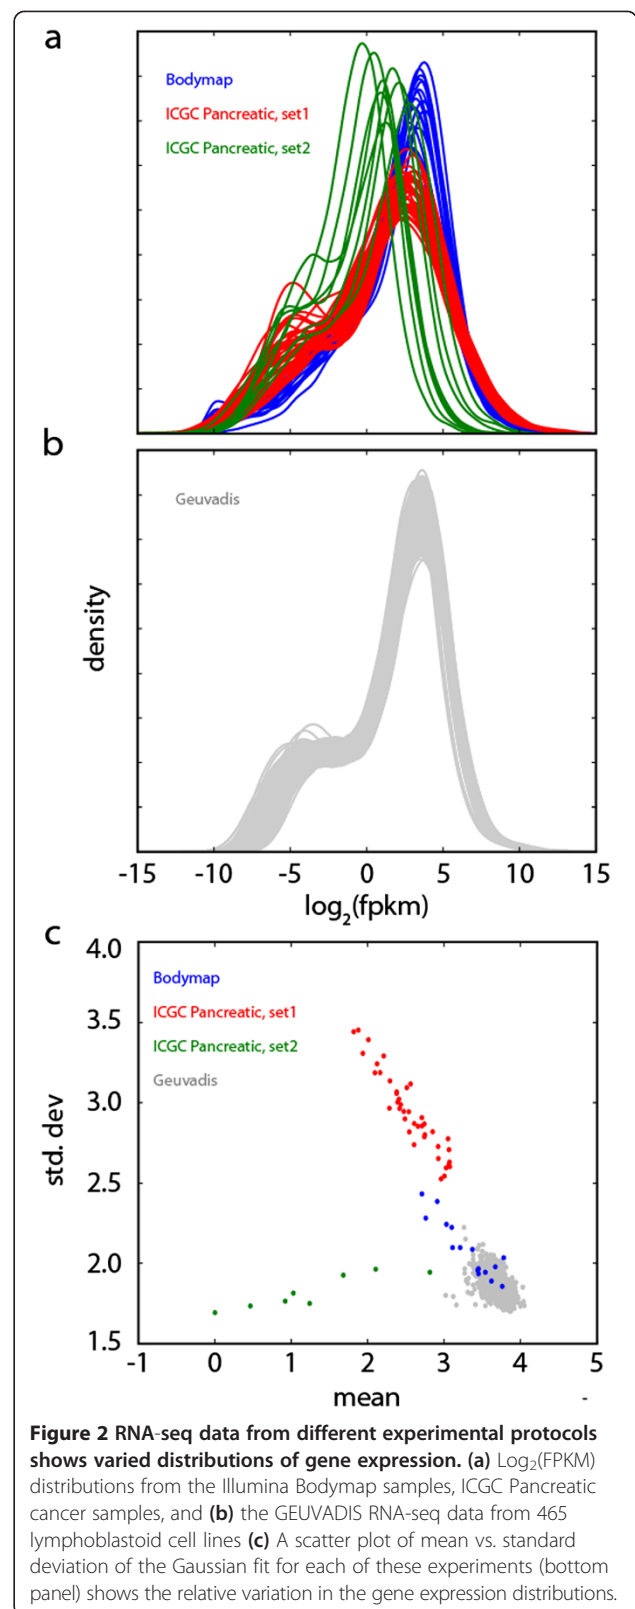 a
Bodymap
ICGC Pancreatic, set1
ICGC Pancreatic, set2
b
Geuvadis
density
-15 -10 -5 0 5 10 15
log2(fpkm)
c
4.0
Bodymap
ICGC Pancreatic, set1
3.5
ICGC Pancreatic, set2
Geuvadis
3.0
std. dev
2.5
2.0
1.5
-1 0 1 2 3 4 5
mean -
Figure 2 RNA-seq data from different experimental protocols
shows varied distributions of gene expression. (a) Log2(FPKM)
distributions from the Illumina Bodymap samples, ICGC Pancreatic
cancer samples, and (b) the GEUVADIS RNA-seq data from 465
lymphoblastoid cell lines (c) A scatter plot of mean vs. standard
deviation of the Gaussian fit for each of these experiments (bottom
panel) shows the relative variation in the gene expression distributions.